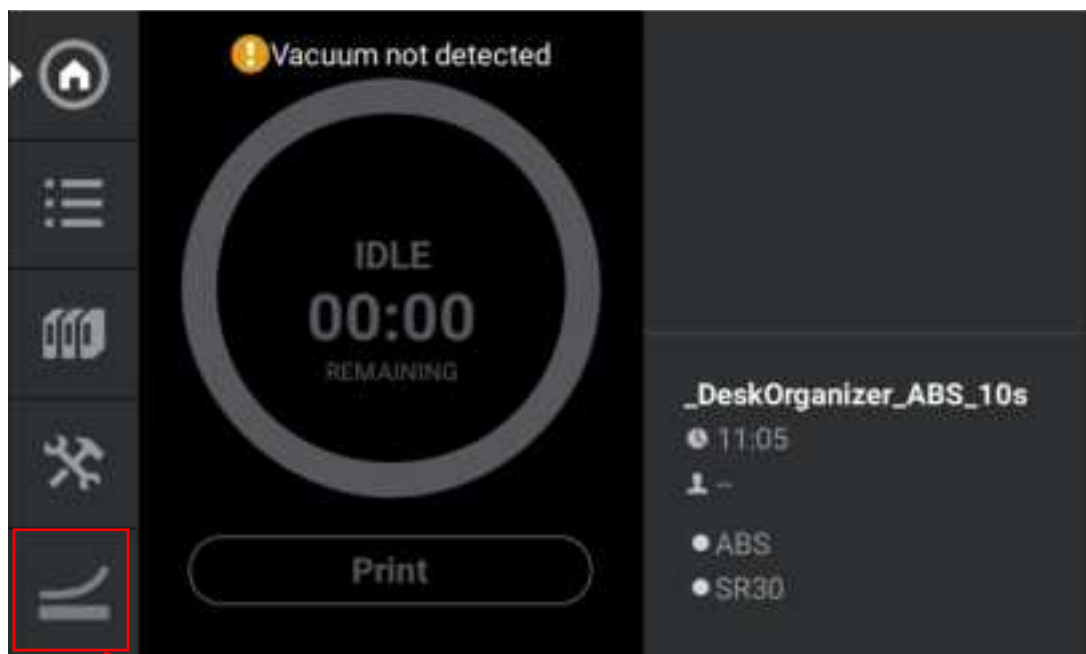 Vacuum not detected
IDLE
00:00
REMAINING
Print
_DeskOrganizer_ABS_10s
11:05
--
ABS
SR30